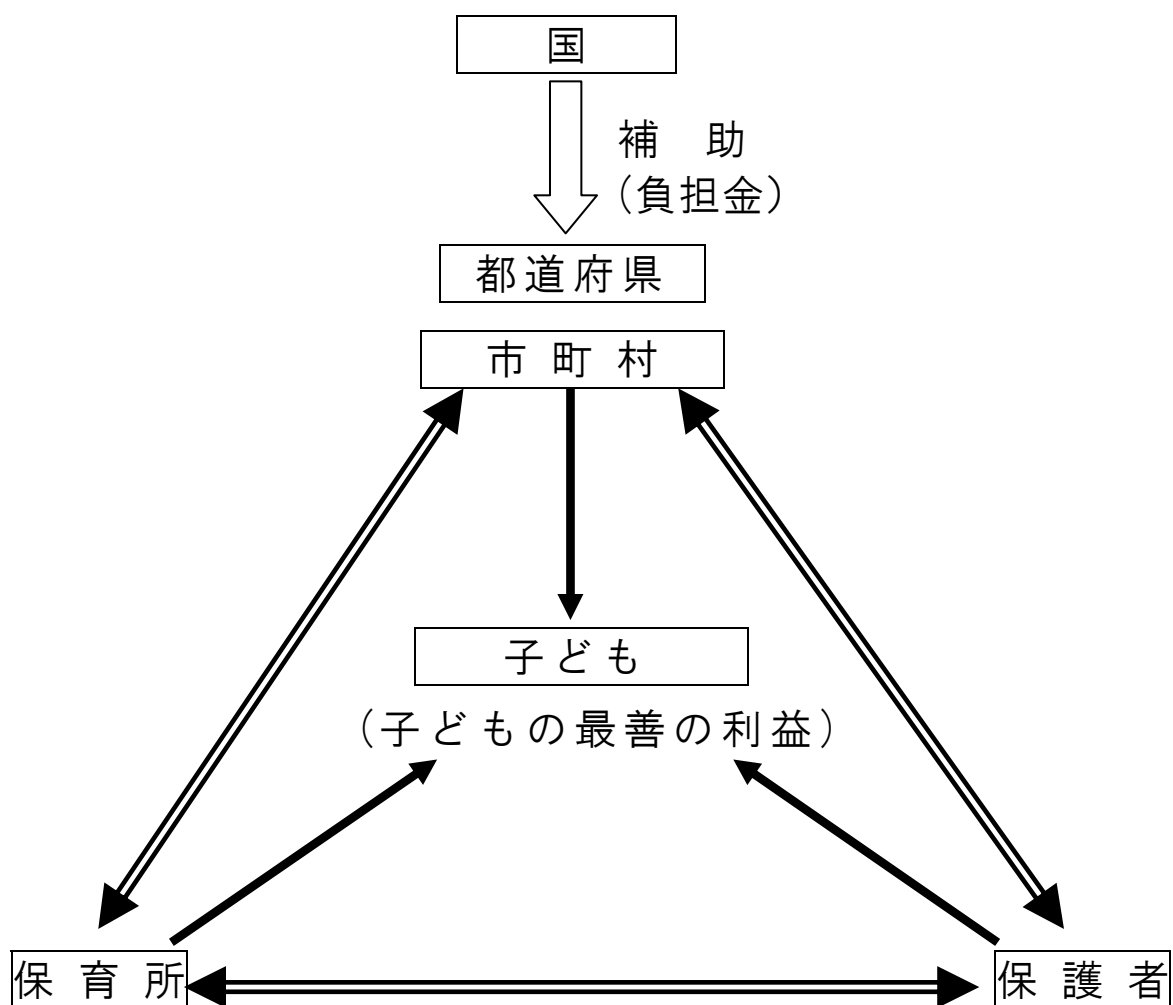 国
補　助
（負担金）
都道府県
市 町 村
子ども
（子どもの最善の利益）
保 育 所
保 護 者